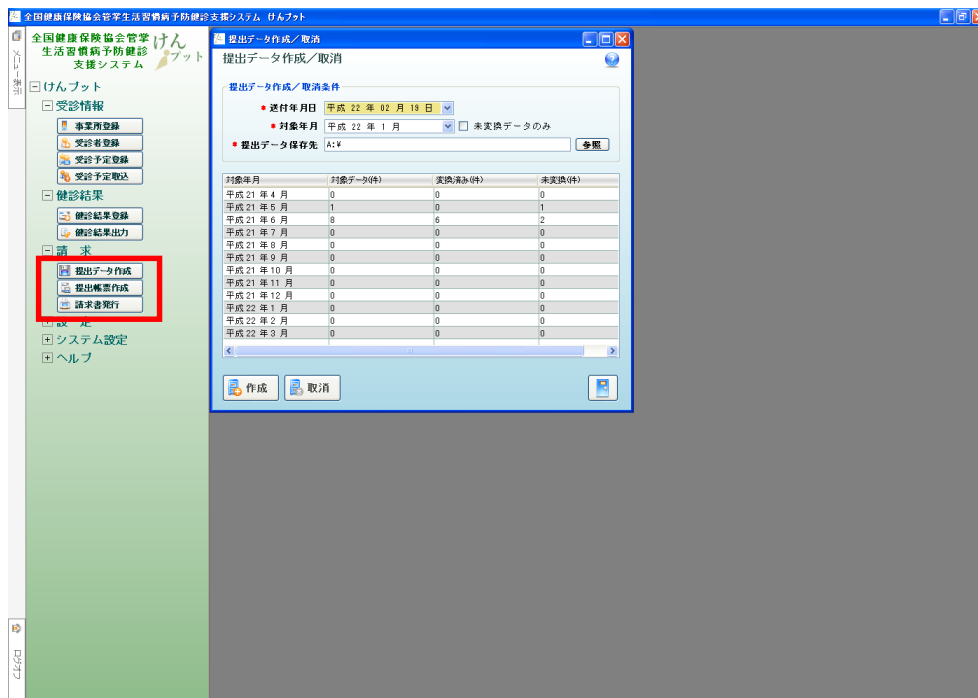 全国健康保険協会管掌生活習慣病予防健診支援システム けんプット
メニュー表示
全国健康保険協会管掌
生活習慣病予防健診
支援システム
けんプット
けんプット
受診情報
事業所登録
受診者登録
受診予定登録
受診予定取込
健診結果
健診結果登録
健診結果出力
請 求
提出データ作成
提出帳票作成
請求書発行
設 定
システム設定
ヘルプ
ログオフ
提出データ作成／取消
提出データ作成／取消
提出データ作成／取消条件
* 送付年月日 平成 22 年 02 月 19 日
* 対象年月 平成 22 年 1 月 未変換データのみ
* 提出データ保存先 A:¥ 参照
対象年月 対象データ(件) 変換済み(件) 未変換(件)
平成 21 年 4 月 0 0 0
平成 21 年 5 月 1 0 1
平成 21 年 6 月 8 6 2
平成 21 年 7 月 0 0 0
平成 21 年 8 月 0 0 0
平成 21 年 9 月 0 0 0
平成 21 年 10 月 0 0 0
平成 21 年 11 月 0 0 0
平成 21 年 12 月 0 0 0
平成 22 年 1 月 0 0 0
平成 22 年 2 月 0 0 0
平成 22 年 3 月 0 0 0
作成 取消